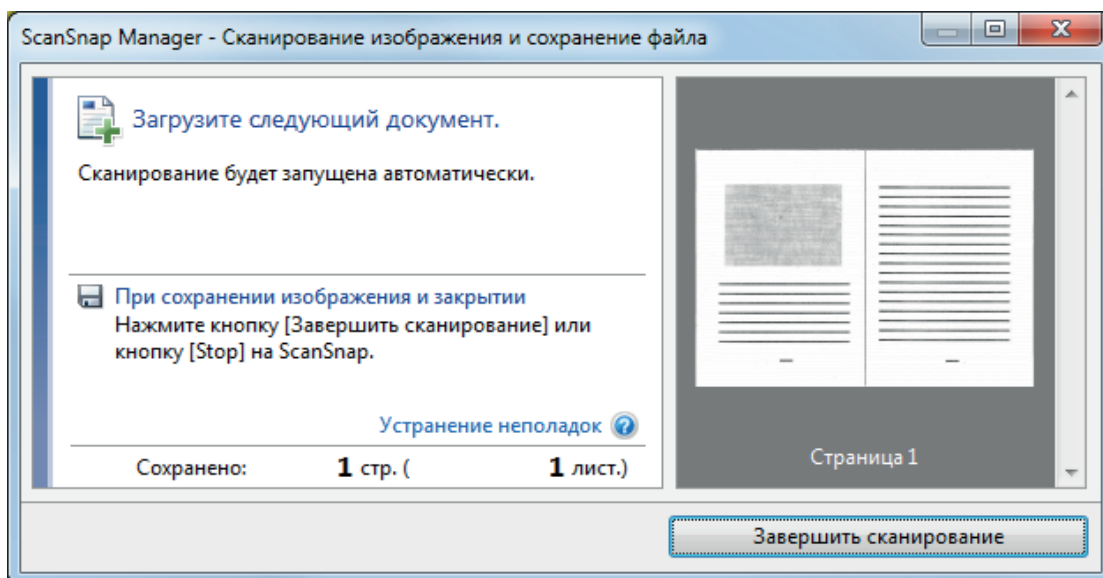 ScanSnap Manager - Сканирование изображения и сохранение файла
Загрузите следующий документ.
Сканирование будет запущена автоматически.
При сохранении изображения и закрытии
Нажмите кнопку [Завершить сканирование] или
кнопку [Stop] на ScanSnap.
Устранение неполадок
Сохранено: 1 стр. ( 1 лист.)
Страница 1
Завершить сканирование